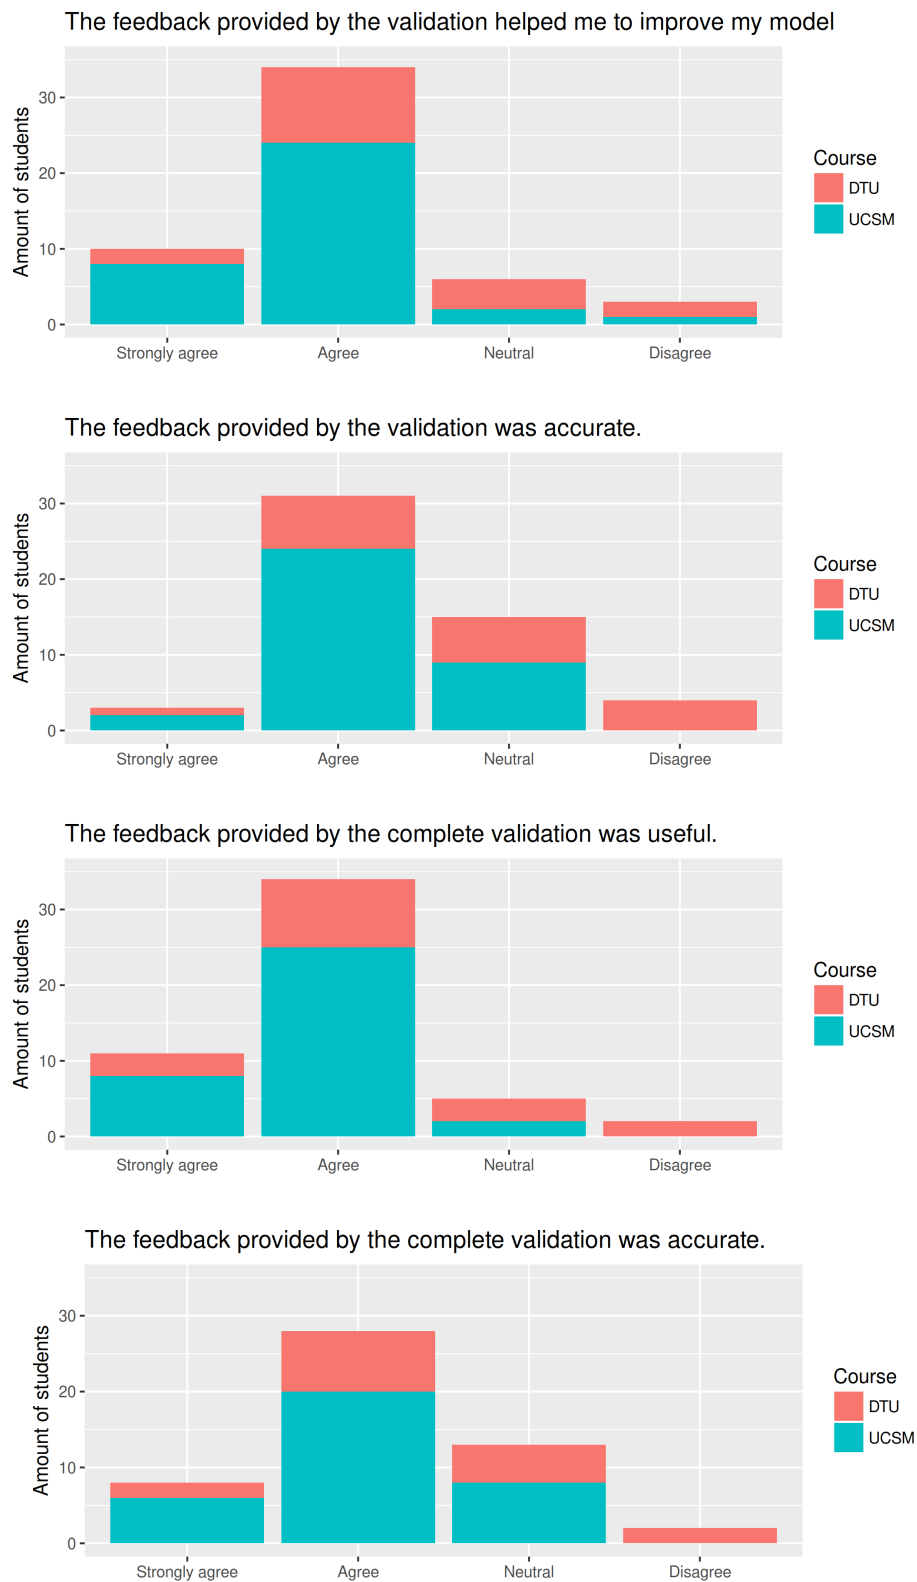 The feedback provided by the validation helped me to improve my model
Amount of students
30
20
10
0
Strongly agree Agree Neutral Disagree
Course
DTU
UCSM
The feedback provided by the validation was accurate.
Amount of students
30
20
10
0
Strongly agree Agree Neutral Disagree
Course
DTU
UCSM
The feedback provided by the complete validation was useful.
Amount of students
30
20
10
0
Strongly agree Agree Neutral Disagree
Course
DTU
UCSM
The feedback provided by the complete validation was accurate.
Amount of students
30
20
10
0
Strongly agree Agree Neutral Disagree
Course
DTU
UCSM